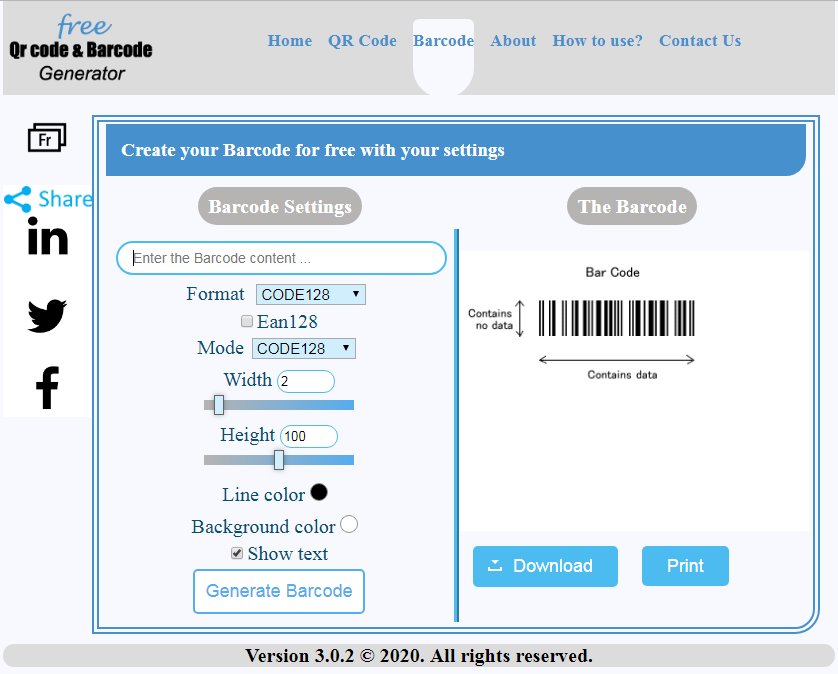 free
Qr code & Barcode
Generator
Home QR Code Barcode About How to use? Contact Us
Fr
Share
in
Create your Barcode for free with your settings
Barcode Settings
Enter the Barcode content ...
Format CODE128
Ean128
Mode CODE128
Width 2
Height 100
Line color
Background color
Show text
Generate Barcode
The Barcode
Bar Code
Contains
no data
Contains data
Download
Print
Version 3.0.2 © 2020. All rights reserved.